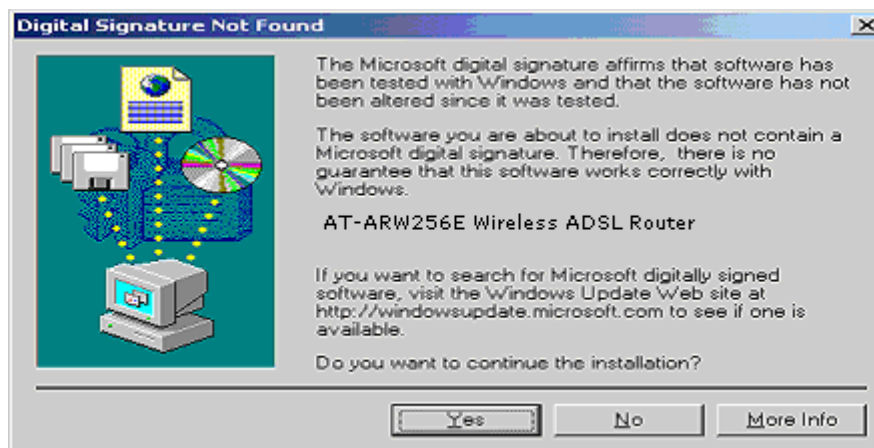 Digital Signature Not Found
The Microsoft digital signature affirms that software has
been tested with Windows and that the software has not
been altered since it was tested.
The software you are about to install does not contain a
Microsoft digital signature. Therefore, there is no
guarantee that this software works correctly with
Windows.
AT-ARW256E Wireless ADSL Router
If you want to search for Microsoft digitally signed
software, visit the Windows Update Web site at
http://windowsupdate.microsoft.com to see if one is
available.
Do you want to continue the installation?
Yes No More Info